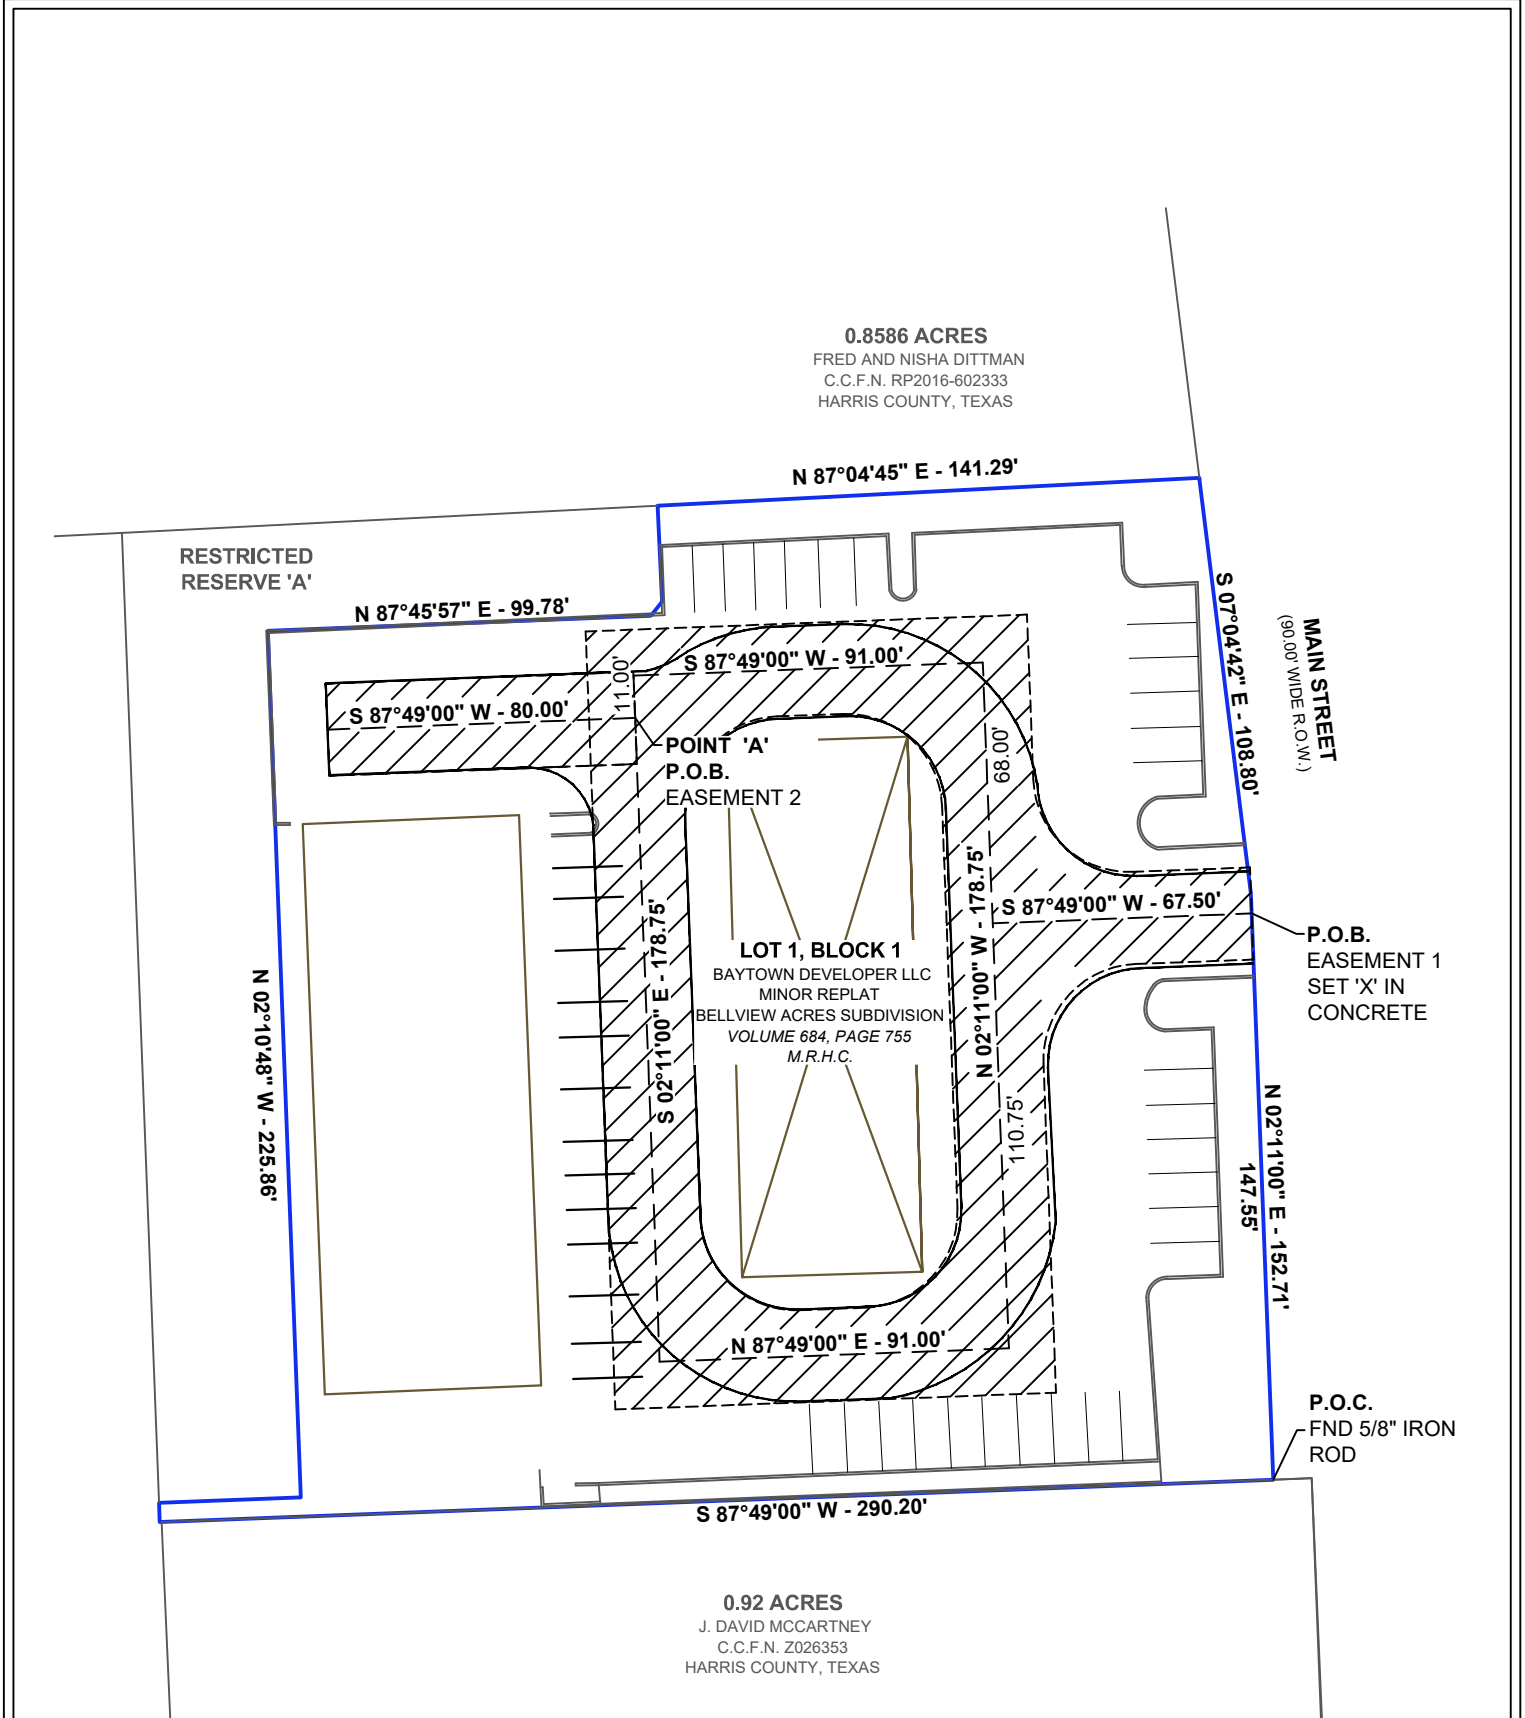 0.8586 ACRES
FRED AND NISHA DITTMAN
C.C.F.N. RP2016-602333
HARRIS COUNTY, TEXAS
N 87°04'45" E - 141.29'
RESTRICTED
RESERVE 'A'
N 87°45'57" E - 99.78'
S 07°04'42" E - 108.80'
MAIN STREET
(90.00' WIDE R.O.W.)
S 87°49'00" W - 91.00'
111.00'
S 87°49'00" W - 80.00'
POINT 'A'
P.O.B.
EASEMENT 2
68.00'
S 87°49'00" W - 67.50'
N 02°11'00" W - 178.75'
S 02°11'00" E - 178.75'
LOT 1, BLOCK 1
BAYTOWN DEVELOPER LLC
MINOR REPLAT
BELLVIEW ACRES SUBDIVISION
VOLUME 684, PAGE 755
M.R.H.C.
P.O.B.
EASEMENT 1
SET 'X' IN
CONCRETE
N 02°10'48" W - 225.86'
110.75'
N 02°11'00" E - 152.71'
147.55'
N 87°49'00" E - 91.00'
P.O.C.
FND 5/8" IRON
ROD
S 87°49'00" W - 290.20'
0.92 ACRES
J. DAVID MCCARTNEY
C.C.F.N. Z026353
HARRIS COUNTY, TEXAS